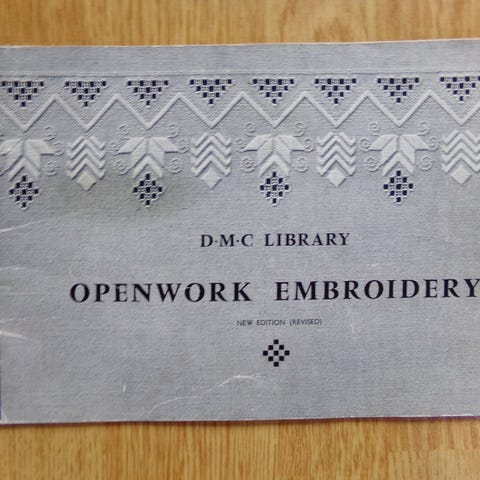 D·M·C LIBRARY
OPENWORK EMBROIDERY
NEW EDITION (REVISED)